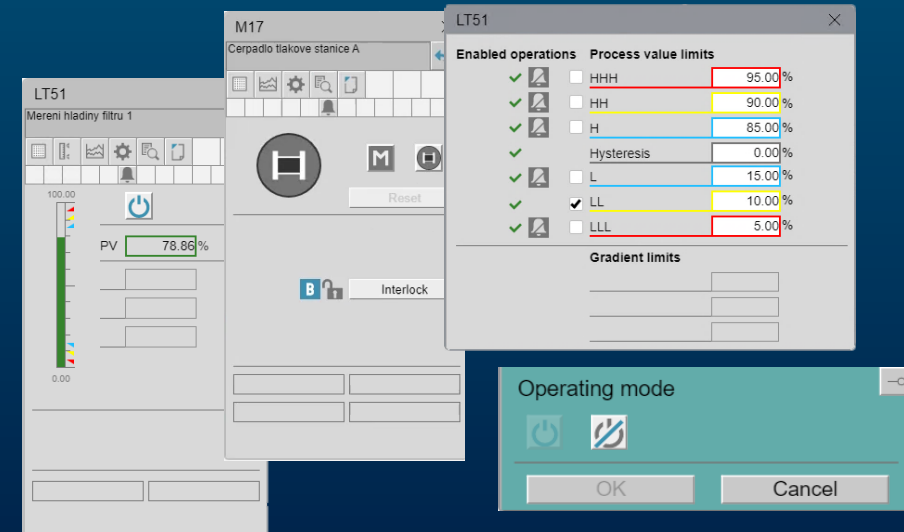 LT51
Mereni hladiny filtru 1
100.00
PV 78.86 %
0.00
M17
Cerpadlo tlakove stanice A
M
Reset
B
Interlock
LT51
Enabled operations Process value limits
HHH 95.00 %
HH 90.00 %
H 85.00 %
Hysteresis 0.00 %
L 15.00 %
LL 10.00 %
LLL 5.00 %
Gradient limits
Operating mode
OK Cancel